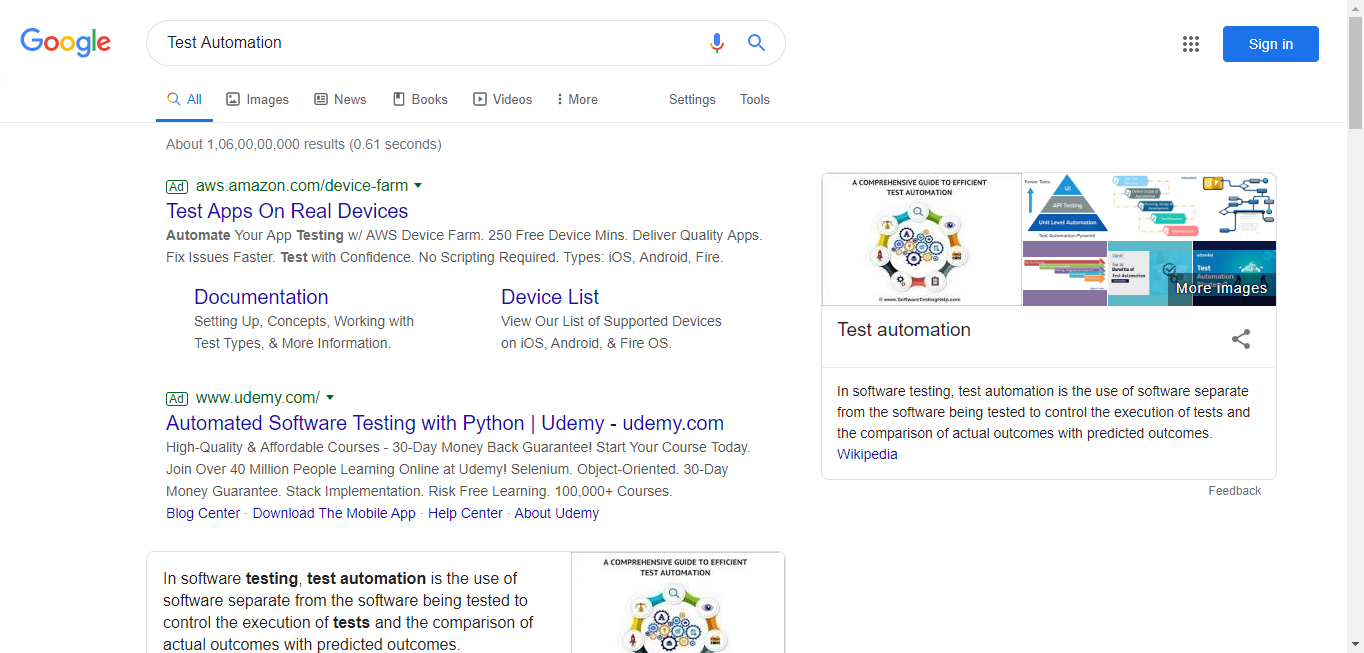 Google
Test Automation
Sign in
All
Images
News
Books
Videos
More
Settings
Tools
About 1,06,00,00,000 results (0.61 seconds)
Ad aws.amazon.com/device-farm
Test Apps On Real Devices
Automate Your App Testing w/ AWS Device Farm. 250 Free Device Mins. Deliver Quality Apps.
Fix Issues Faster. Test with Confidence. No Scripting Required. Types: iOS, Android, Fire.
Documentation
Setting Up, Concepts, Working with
Test Types, & More Information.
Device List
View Our List of Supported Devices
on iOS, Android, & Fire OS.
Ad www.udemy.com/
Automated Software Testing with Python | Udemy - udemy.com
High-Quality & Affordable Courses - 30-Day Money Back Guarantee! Start Your Course Today.
Join Over 40 Million People Learning Online at Udemy! Selenium. Object-Oriented. 30-Day
Money Guarantee. Stack Implementation. Risk Free Learning. 100,000+ Courses.
Blog Center · Download The Mobile App · Help Center · About Udemy
In software testing, test automation is the use of
software separate from the software being tested to
control the execution of tests and the comparison of
actual outcomes with predicted outcomes.
A COMPREHENSIVE GUIDE TO EFFICIENT
TEST AUTOMATION
A COMPREHENSIVE GUIDE TO EFFICIENT
TEST AUTOMATION
© www.SoftwareTestingHelp.com
Power Tests
UI
API Testing
Unit Level Automation
Test Automation Pyramid
Benefits of
Test Automation
Test
Automation
More images
Test automation
In software testing, test automation is the use of software separate
from the software being tested to control the execution of tests and
the comparison of actual outcomes with predicted outcomes.
Wikipedia
Feedback